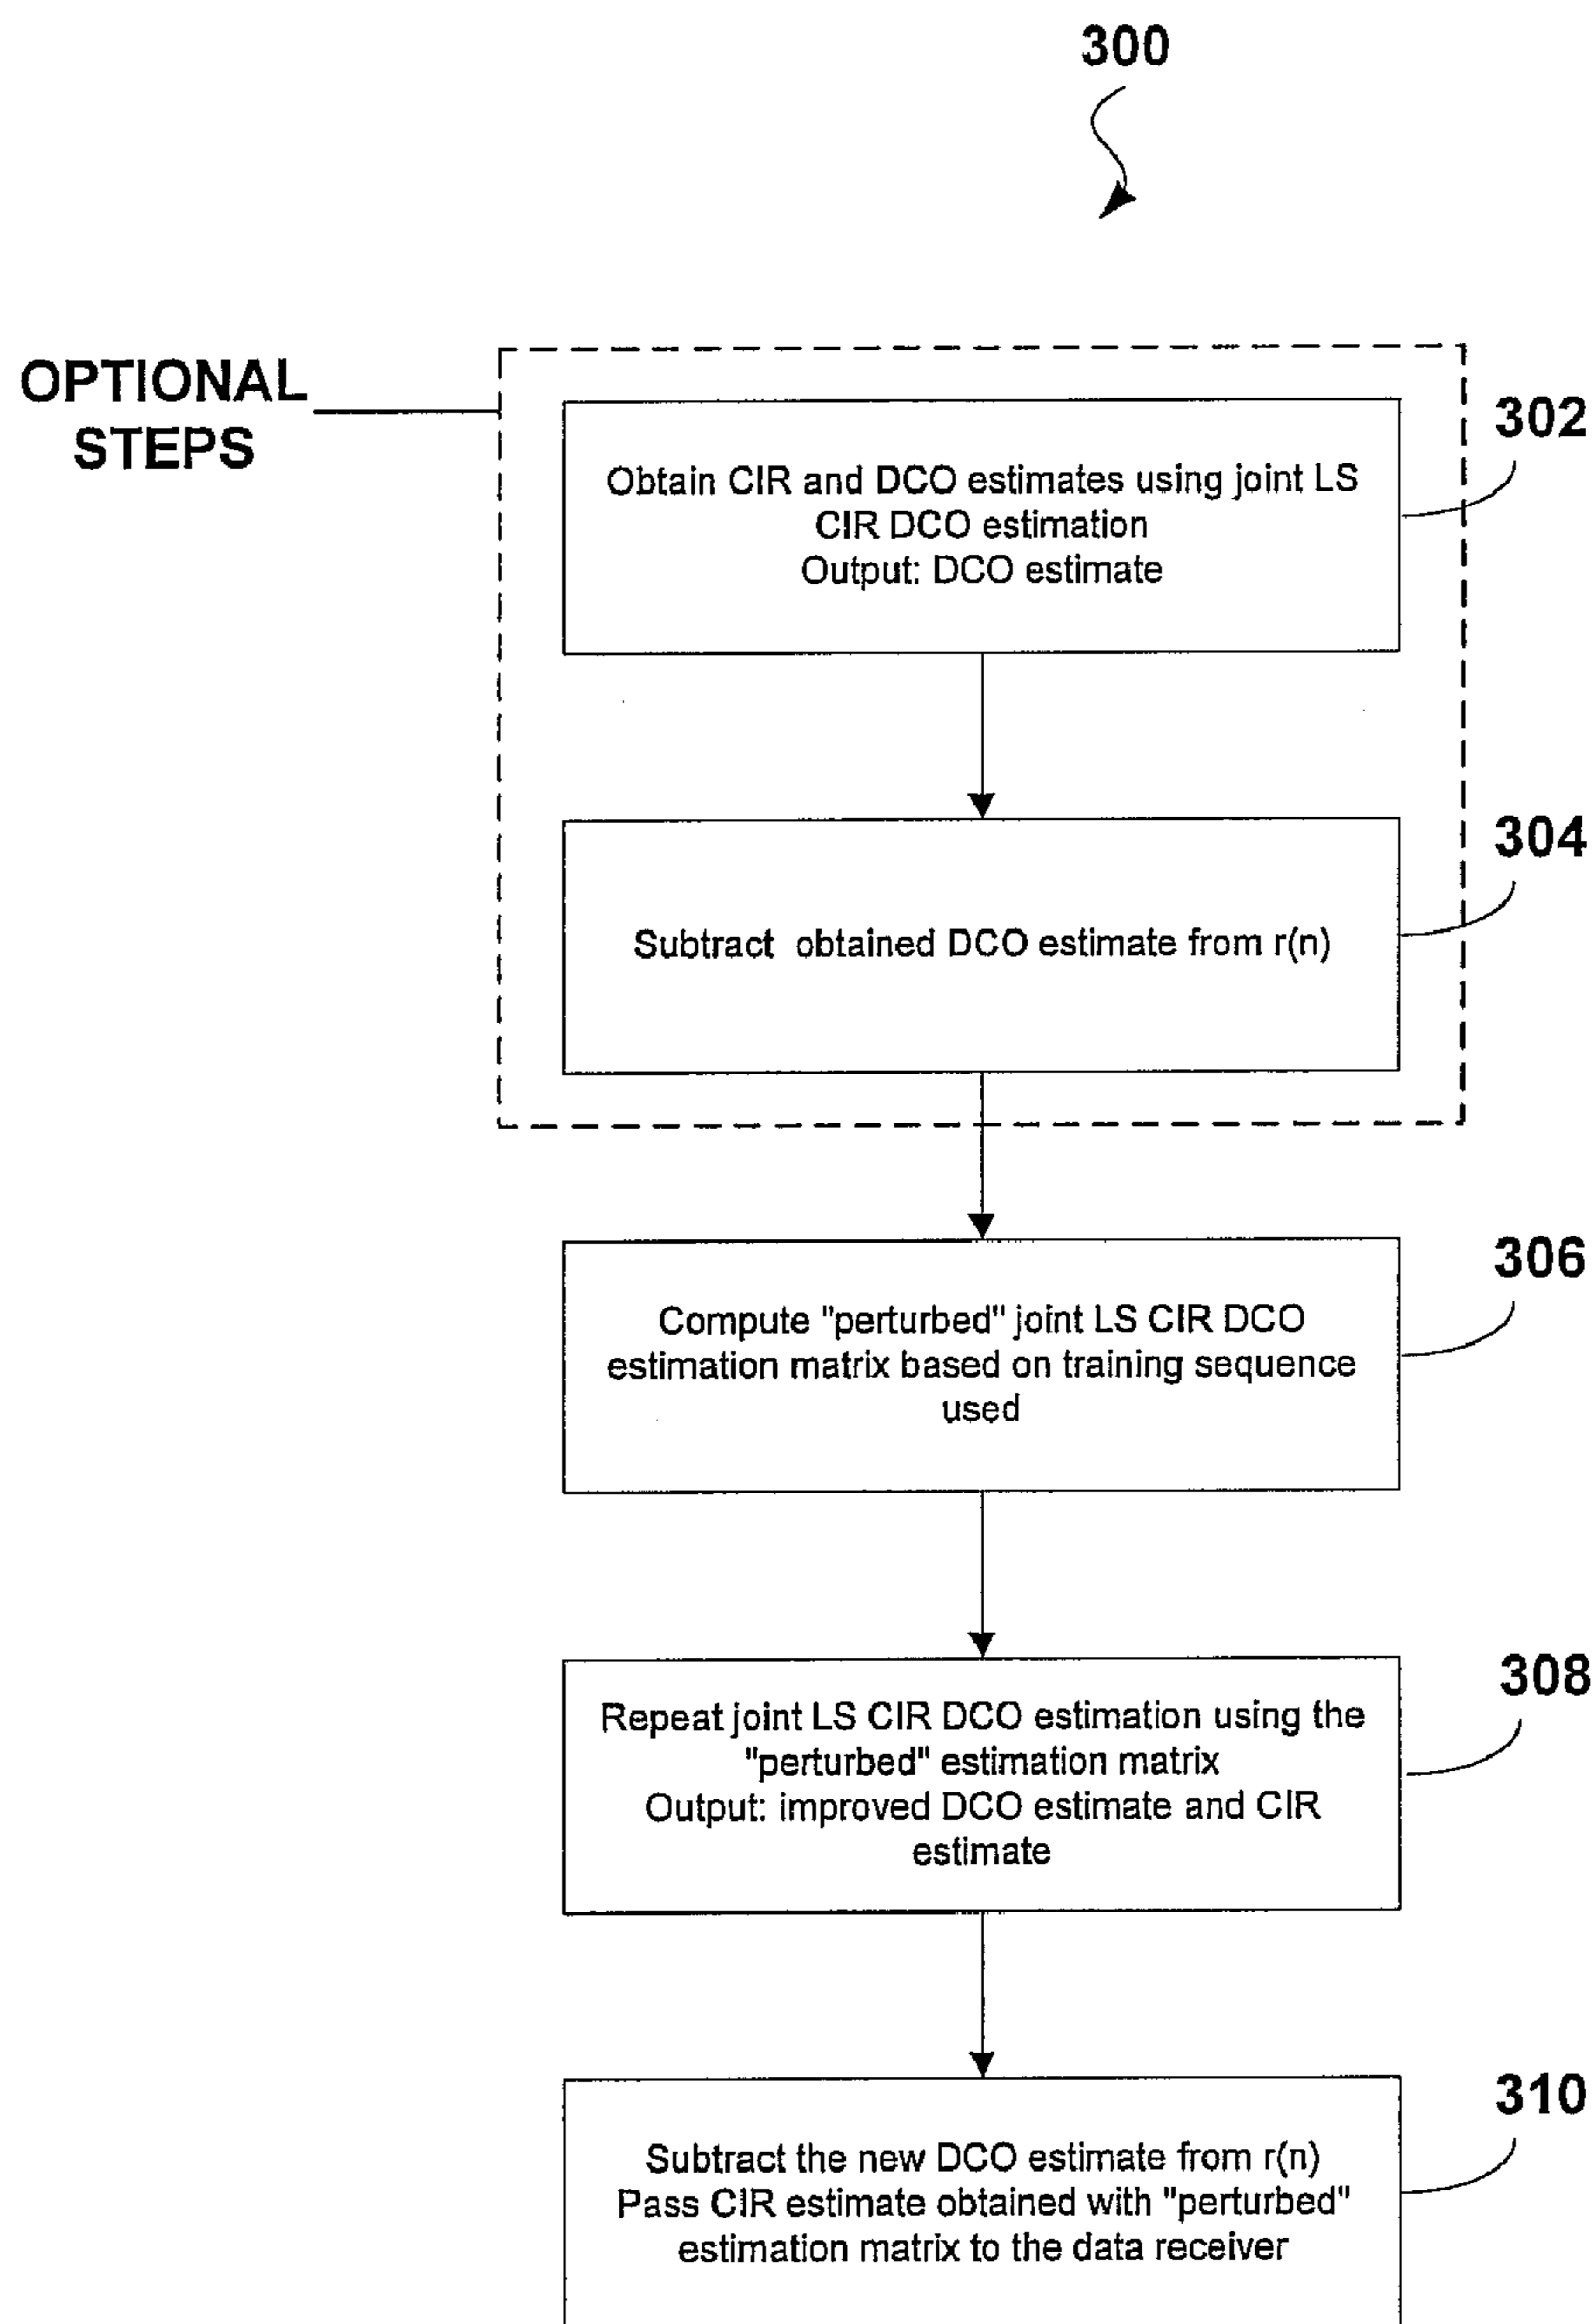 300
OPTIONAL
STEPS
302
Obtain CIR and DCO estimates using joint LS
CIR DCO estimation
Output: DCO estimate
304
Subtract obtained DCO estimate from r(n)
306
Compute "perturbed" joint LS CIR DCO
estimation matrix based on training sequence
used
308
Repeat joint LS CIR DCO estimation using the
"perturbed" estimation matrix
Output: improved DCO estimate and CIR
estimate
310
Subtract the new DCO estimate from r(n)
Pass CIR estimate obtained with "perturbed"
estimation matrix to the data receiver